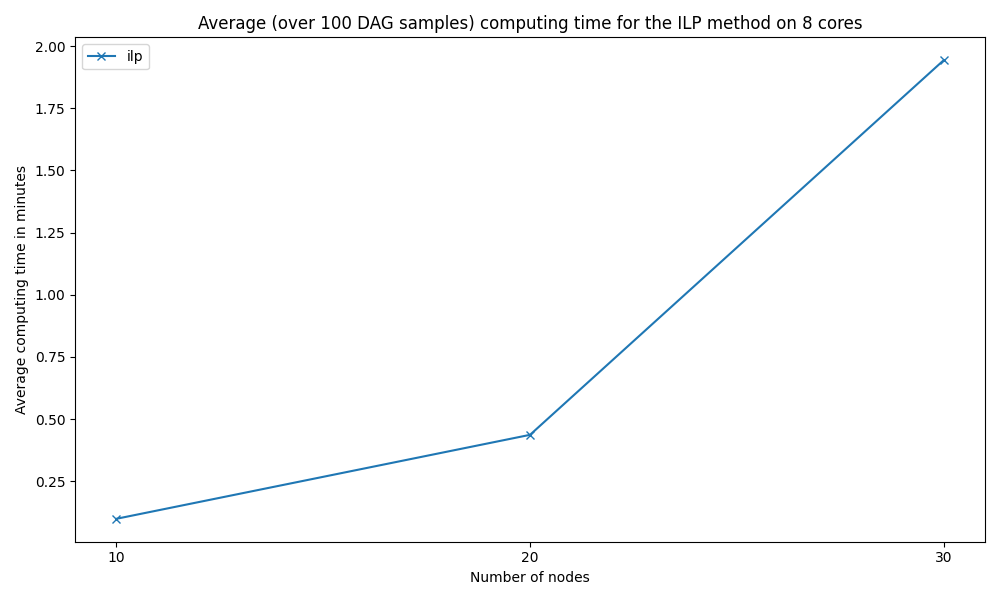 Average (over 100 DAG samples) computing time for the ILP method on 8 cores
ilp
Average computing time in minutes
2.00
1.75
1.50
1.25
1.00
0.75
0.50
0.25
10
20
30
Number of nodes